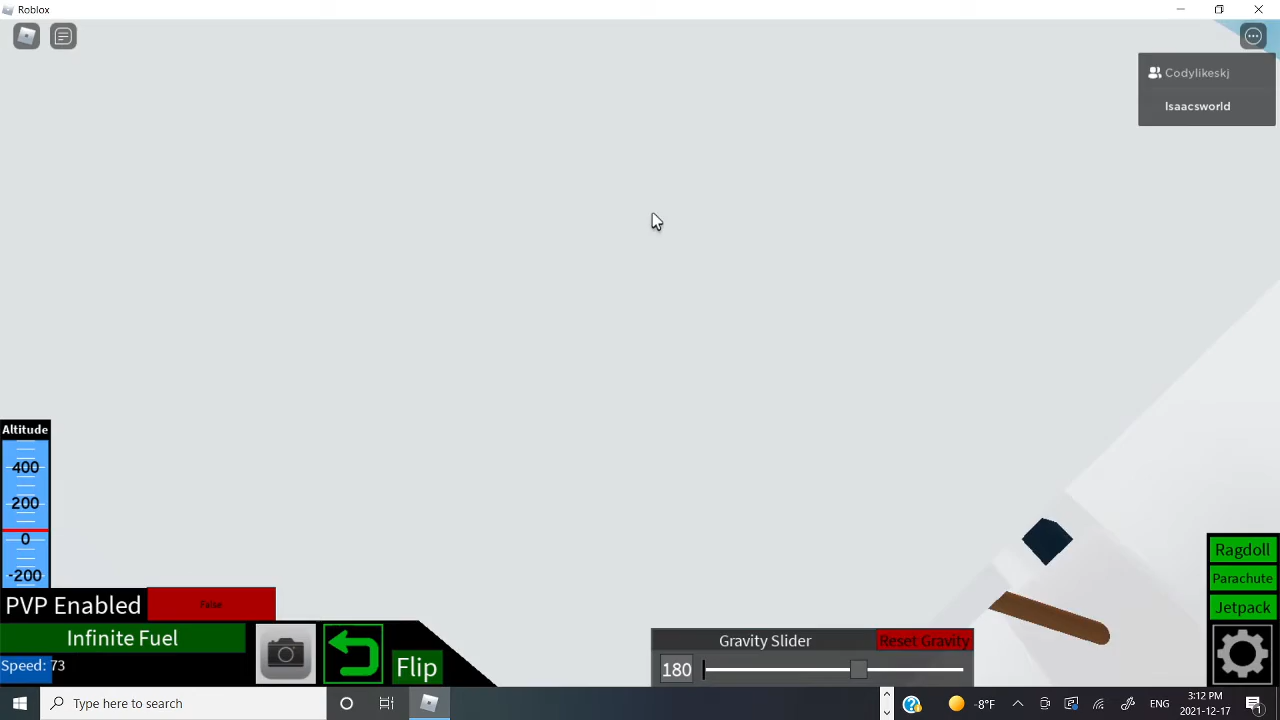 Roblox
Codylikeskj
Isaacsworld
Altitude
400
200
0
-200
PVP Enabled
False
Infinite Fuel
Speed: 73
Flip
Gravity Slider
Reset Gravity
180
Ragdoll
Parachute
Jetpack
Type here to search
-8°F
ENG
3:12 PM
2021-12-17